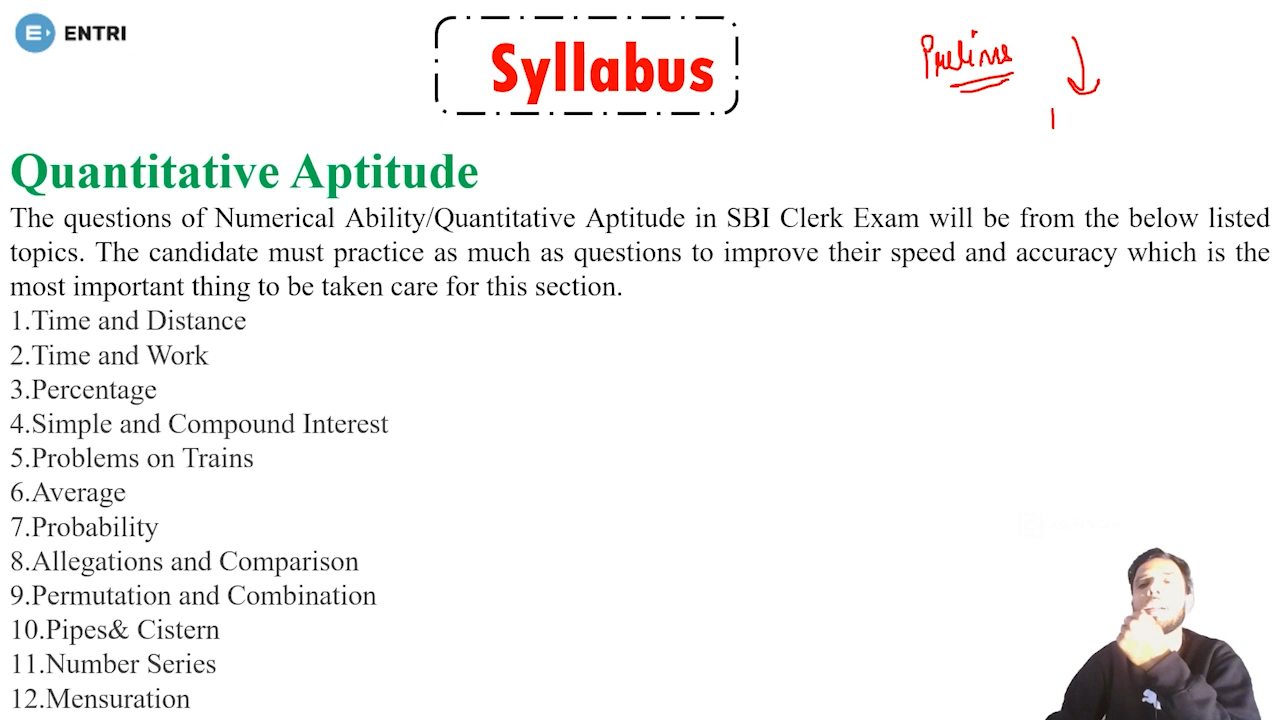 ENTRI
Syllabus
Prelims
Quantitative Aptitude
The questions of Numerical Ability/Quantitative Aptitude in SBI Clerk Exam will be from the below listed
topics. The candidate must practice as much as questions to improve their speed and accuracy which is the
most important thing to be taken care for this section.
1.Time and Distance
2.Time and Work
3.Percentage
4.Simple and Compound Interest
5.Problems on Trains
6.Average
7.Probability
8.Allegations and Comparison
9.Permutation and Combination
10.Pipes& Cistern
11.Number Series
12.Mensuration